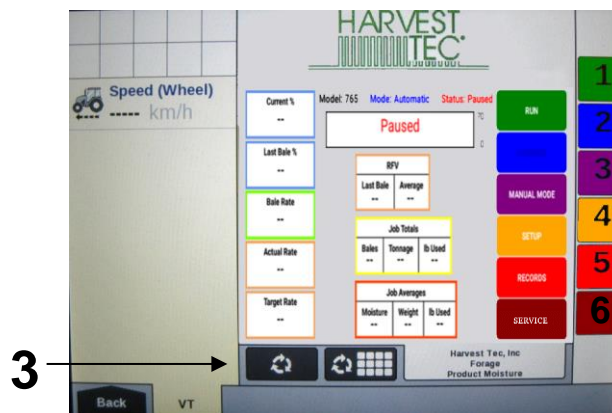 HARVEST
TEC
Speed (Wheel)
----- km/h
Model: 765 Mode: Automatic Status: Paused
Paused
Current %
--
Last Bale %
--
Bale Rate
--
Actual Rate
--
Target Rate
--
RFV
Last Bale Average
-- --
Job Totals
Bales Tonnage lb Used
-- -- --
Job Averages
Moisture Weight lb Used
-- -- --
RUN
MANUAL MODE
SETUP
RECORDS
SERVICE
1
2
3
4
5
6
3
Harvest Tec, Inc
Forage
Product Moisture
Back
VT